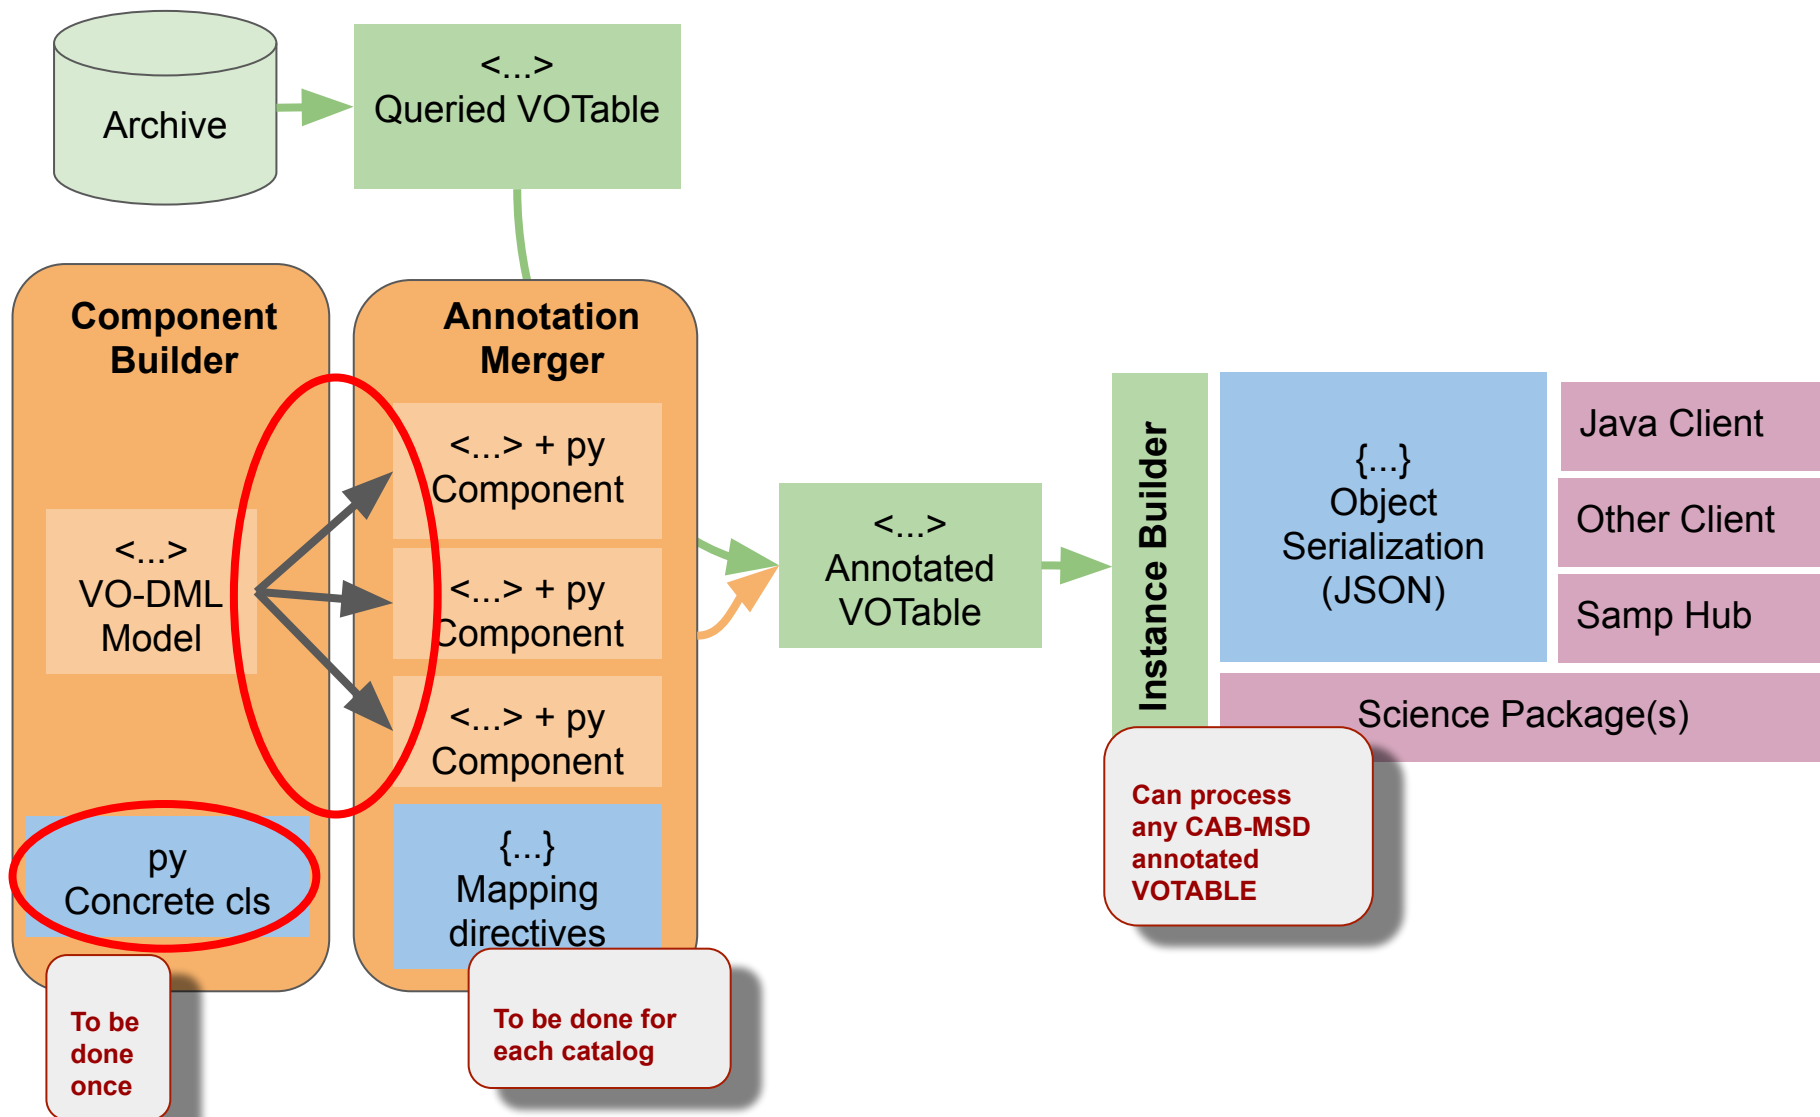 Archive
<...>
Queried VOTable
Component
Builder
<...>
VO-DML
Model
py
Concrete cls
To be
done
once
Annotation
Merger
<...> + py
Component
<...> + py
Component
<...> + py
Component
{...}
Mapping
directives
To be done for
each catalog
<...>
Annotated
VOTable
Instance Builder
{...}
Object
Serialization
(JSON)
Java Client
Other Client
Samp Hub
Science Package(s)
Can process
any CAB-MSD
annotated
VOTABLE